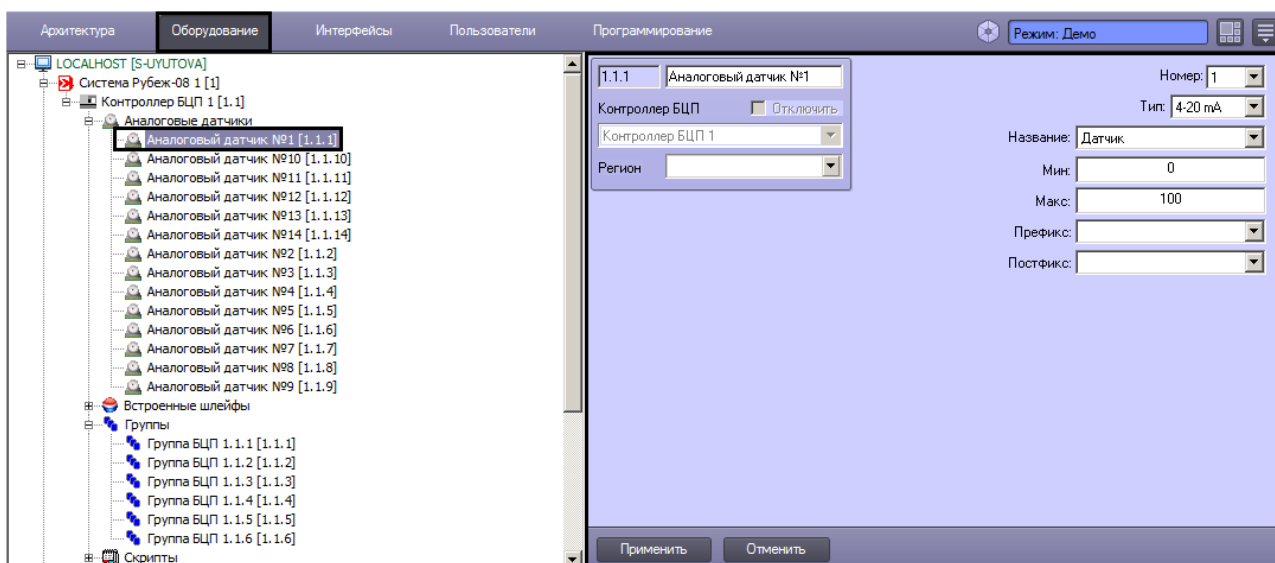 Архитектура Оборудование Интерфейсы Пользователи Программирование Режим: Демо
LOCALHOST [S-UYUTOVA]
Система Рубеж-08 1 [1]
Контроллер БЦП 1 [1.1]
Аналоговые датчики
Аналоговый датчик №1 [1.1.1]
Аналоговый датчик №10 [1.1.10]
Аналоговый датчик №11 [1.1.11]
Аналоговый датчик №12 [1.1.12]
Аналоговый датчик №13 [1.1.13]
Аналоговый датчик №14 [1.1.14]
Аналоговый датчик №2 [1.1.2]
Аналоговый датчик №3 [1.1.3]
Аналоговый датчик №4 [1.1.4]
Аналоговый датчик №5 [1.1.5]
Аналоговый датчик №6 [1.1.6]
Аналоговый датчик №7 [1.1.7]
Аналоговый датчик №8 [1.1.8]
Аналоговый датчик №9 [1.1.9]
Встроенные шлейфы
Группы
Группа БЦП 1.1.1 [1.1.1]
Группа БЦП 1.1.2 [1.1.2]
Группа БЦП 1.1.3 [1.1.3]
Группа БЦП 1.1.4 [1.1.4]
Группа БЦП 1.1.5 [1.1.5]
Группа БЦП 1.1.6 [1.1.6]
Скрипты
1.1.1 Аналоговый датчик №1
Контроллер БЦП Отключить
Контроллер БЦП 1
Регион
Номер: 1
Тип: 4-20 mA
Название: Датчик
Мин: 0
Макс: 100
Префикс:
Постфикс:
Применить Отменить